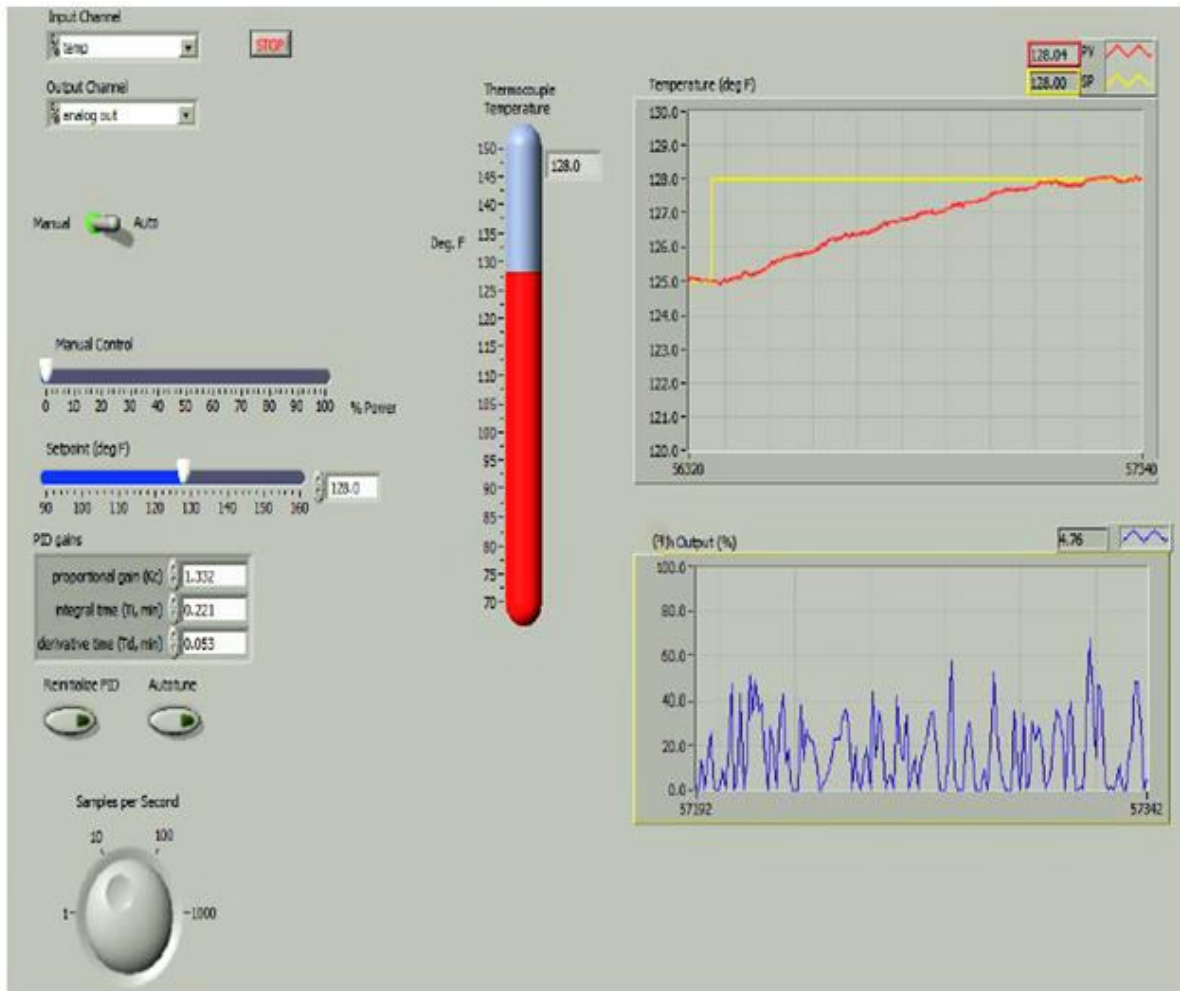 Input Channel
temp
STOP
Output Channel
analog out
Manual
Auto
Manual Control
0 10 20 30 40 50 60 70 80 90 100
% Power
Setpoint (deg F)
90 100 110 120 130 140 150 160
128.0
PID gains
proportional gain (Kc) 1.332
integral time (Ti, min) 0.221
derivative time (Td, min) 0.053
Reinitialize PID
Autotune
Samples per Second
1
10
100
1000
Thermocouple
Temperature
128.0
Deg. F
150
145
140
135
130
125
120
115
110
105
100
95
90
85
80
75
70
128.04 PV
128.00 SP
Temperature (deg F)
130.0
129.0
128.0
127.0
126.0
125.0
124.0
123.0
122.0
121.0
120.0
56320
57340
Output (%)
4.76
100.0
80.0
60.0
40.0
20.0
0.0
57192
57342